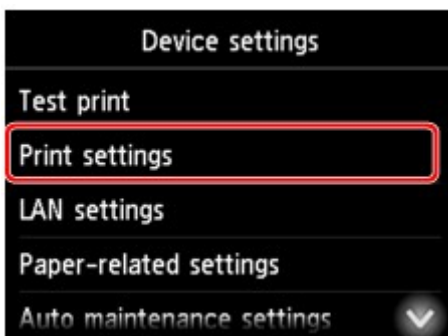 Device settings
Test print
Print settings
LAN settings
Paper-related settings
Auto maintenance settings